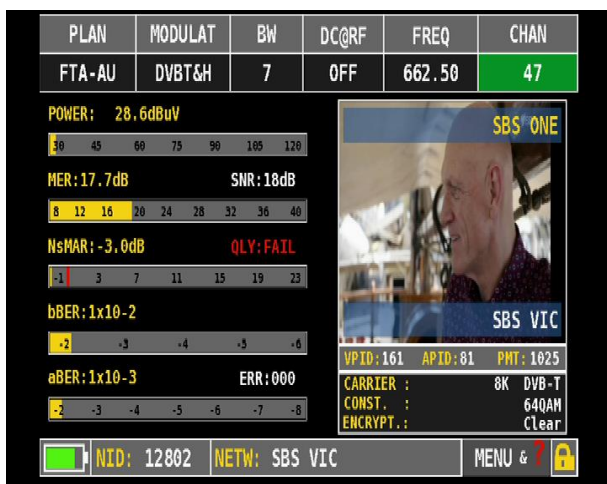 PLAN MODULAT BW DC@RF FREQ CHAN
FTA-AU DVBT&H 7 OFF 662.50 47
POWER: 28.6dBuV
30 45 60 75 90 105 120
MER:17.7dB SNR:18dB
8 12 16 20 24 28 32 36 40
NsMAR:-3.0dB QLY:FAIL
-1 3 7 11 15 19 23
bBER:1x10-2
-2 -3 -4 -5 -6
aBER:1x10-3 ERR:000
-2 -3 -4 -5 -6 -7 -8
SBS ONE
SBS VIC
VPID:161 APID:81 PMT:1025
CARRIER : 8K DVB-T
CONST. : 64QAM
ENCRYPT.: Clear
NID: 12802 NETW: SBS VIC MENU & ?